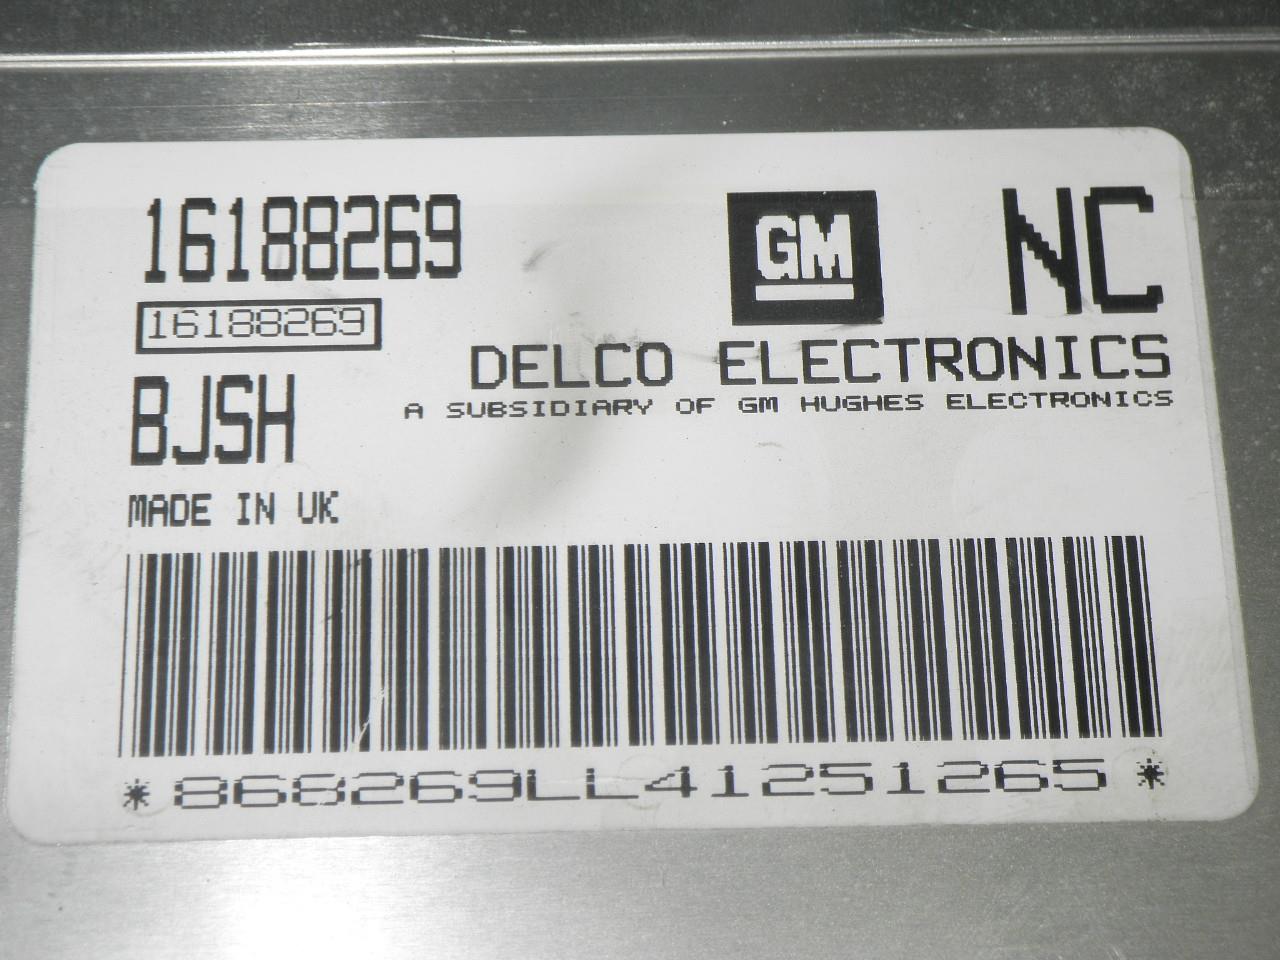 16188269
GM
NC
16188269
DELCO ELECTRONICS
A SUBSIDIARY OF GM HUGHES ELECTRONICS
BJSH
MADE IN UK
*868269LL41251265*